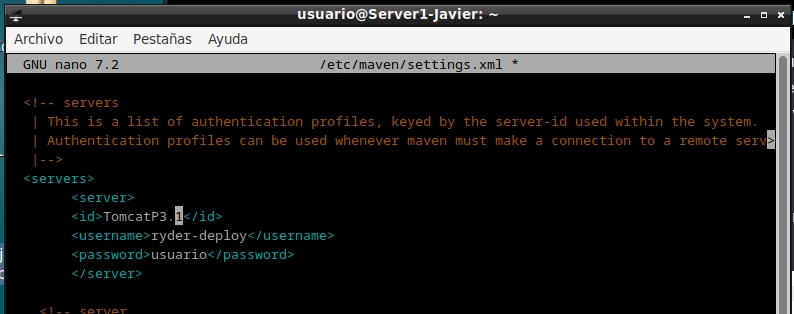 usuario@Server1-Javier: ~
Archivo Editar Pestañas Ayuda
GNU nano 7.2 /etc/maven/settings.xml *
<!-- servers
| This is a list of authentication profiles, keyed by the server-id used within the system.
| Authentication profiles can be used whenever maven must make a connection to a remote serv>
|-->
<servers>
<server>
<id>TomcatP3.1</id>
<username>ryder-deploy</username>
<password>usuario</password>
</server>
<!-- server